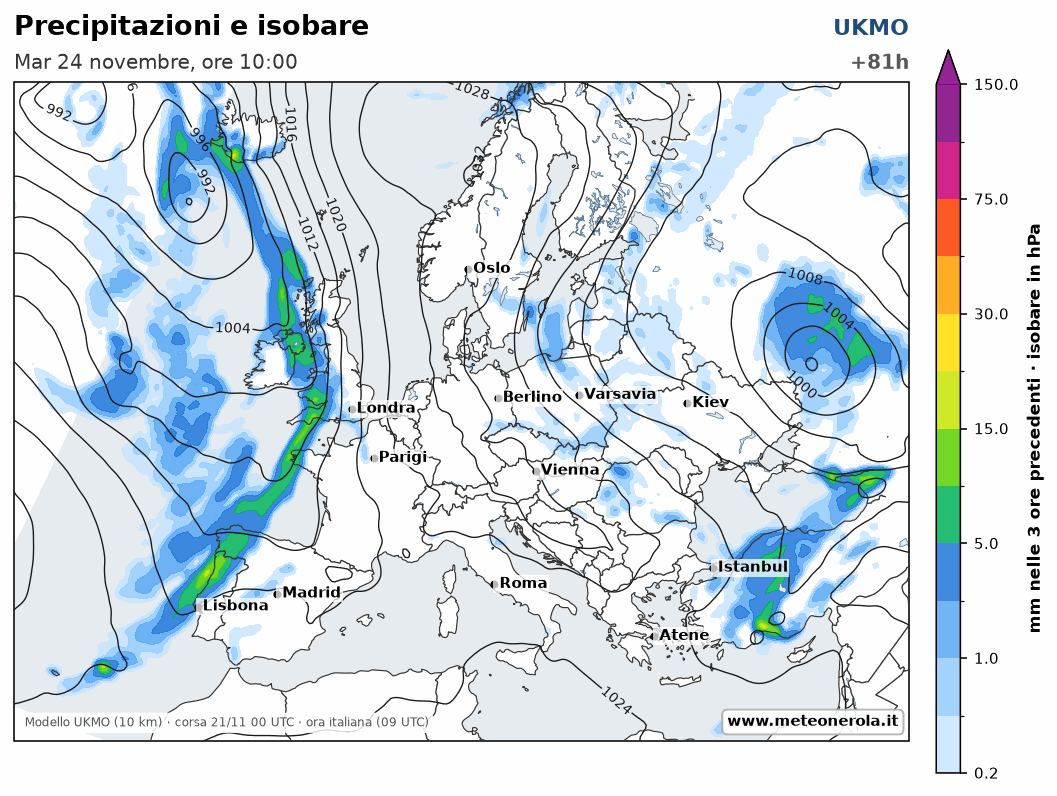 Precipitazioni e isobare
UKMO
Mar 24 novembre, ore 10:00
+81h
992
996
992
1016
1028
1020
1012
1004
1008
1004
1000
1024
Oslo
Londra
Berlino
Varsavia
Kiev
Parigi
Vienna
Istanbul
Roma
Madrid
Lisbona
Atene
Modello UKMO (10 km) · corsa 21/11 00 UTC · ora italiana (09 UTC)
www.meteonerola.it
150.0
75.0
30.0
15.0
5.0
1.0
0.2
mm nelle 3 ore precedenti · isobare in hPa